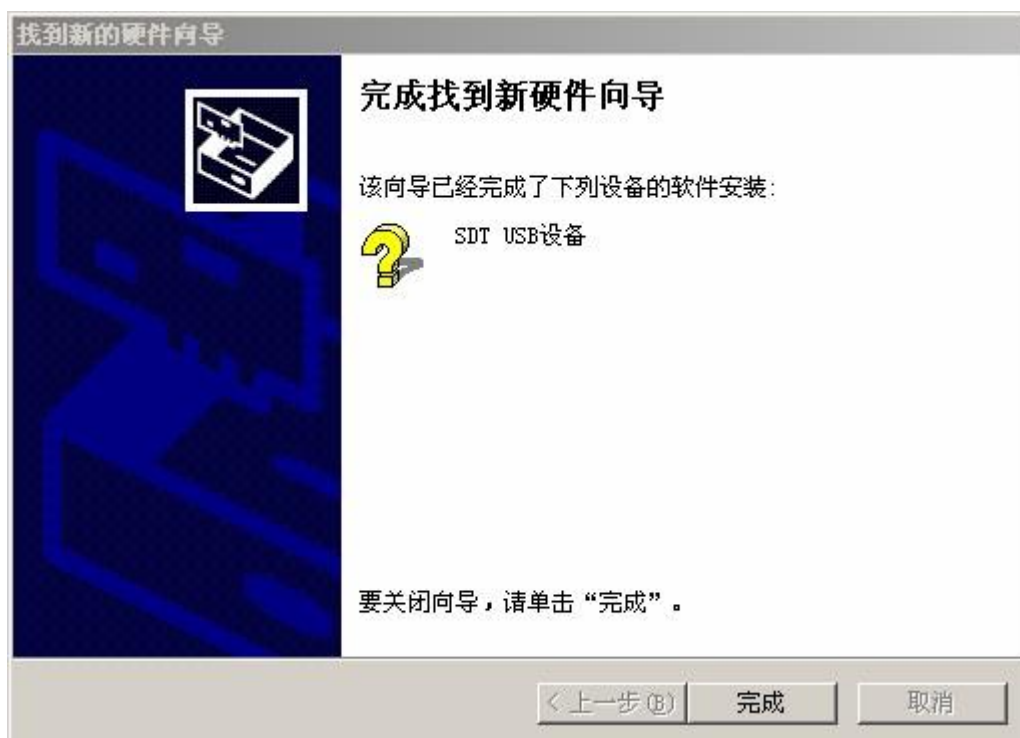 找到新的硬件向导
完成找到新硬件向导
该向导已经完成了下列设备的软件安装:
SDT USB设备
要关闭向导,请单击“完成”。
< 上一步(B)
完成
取消